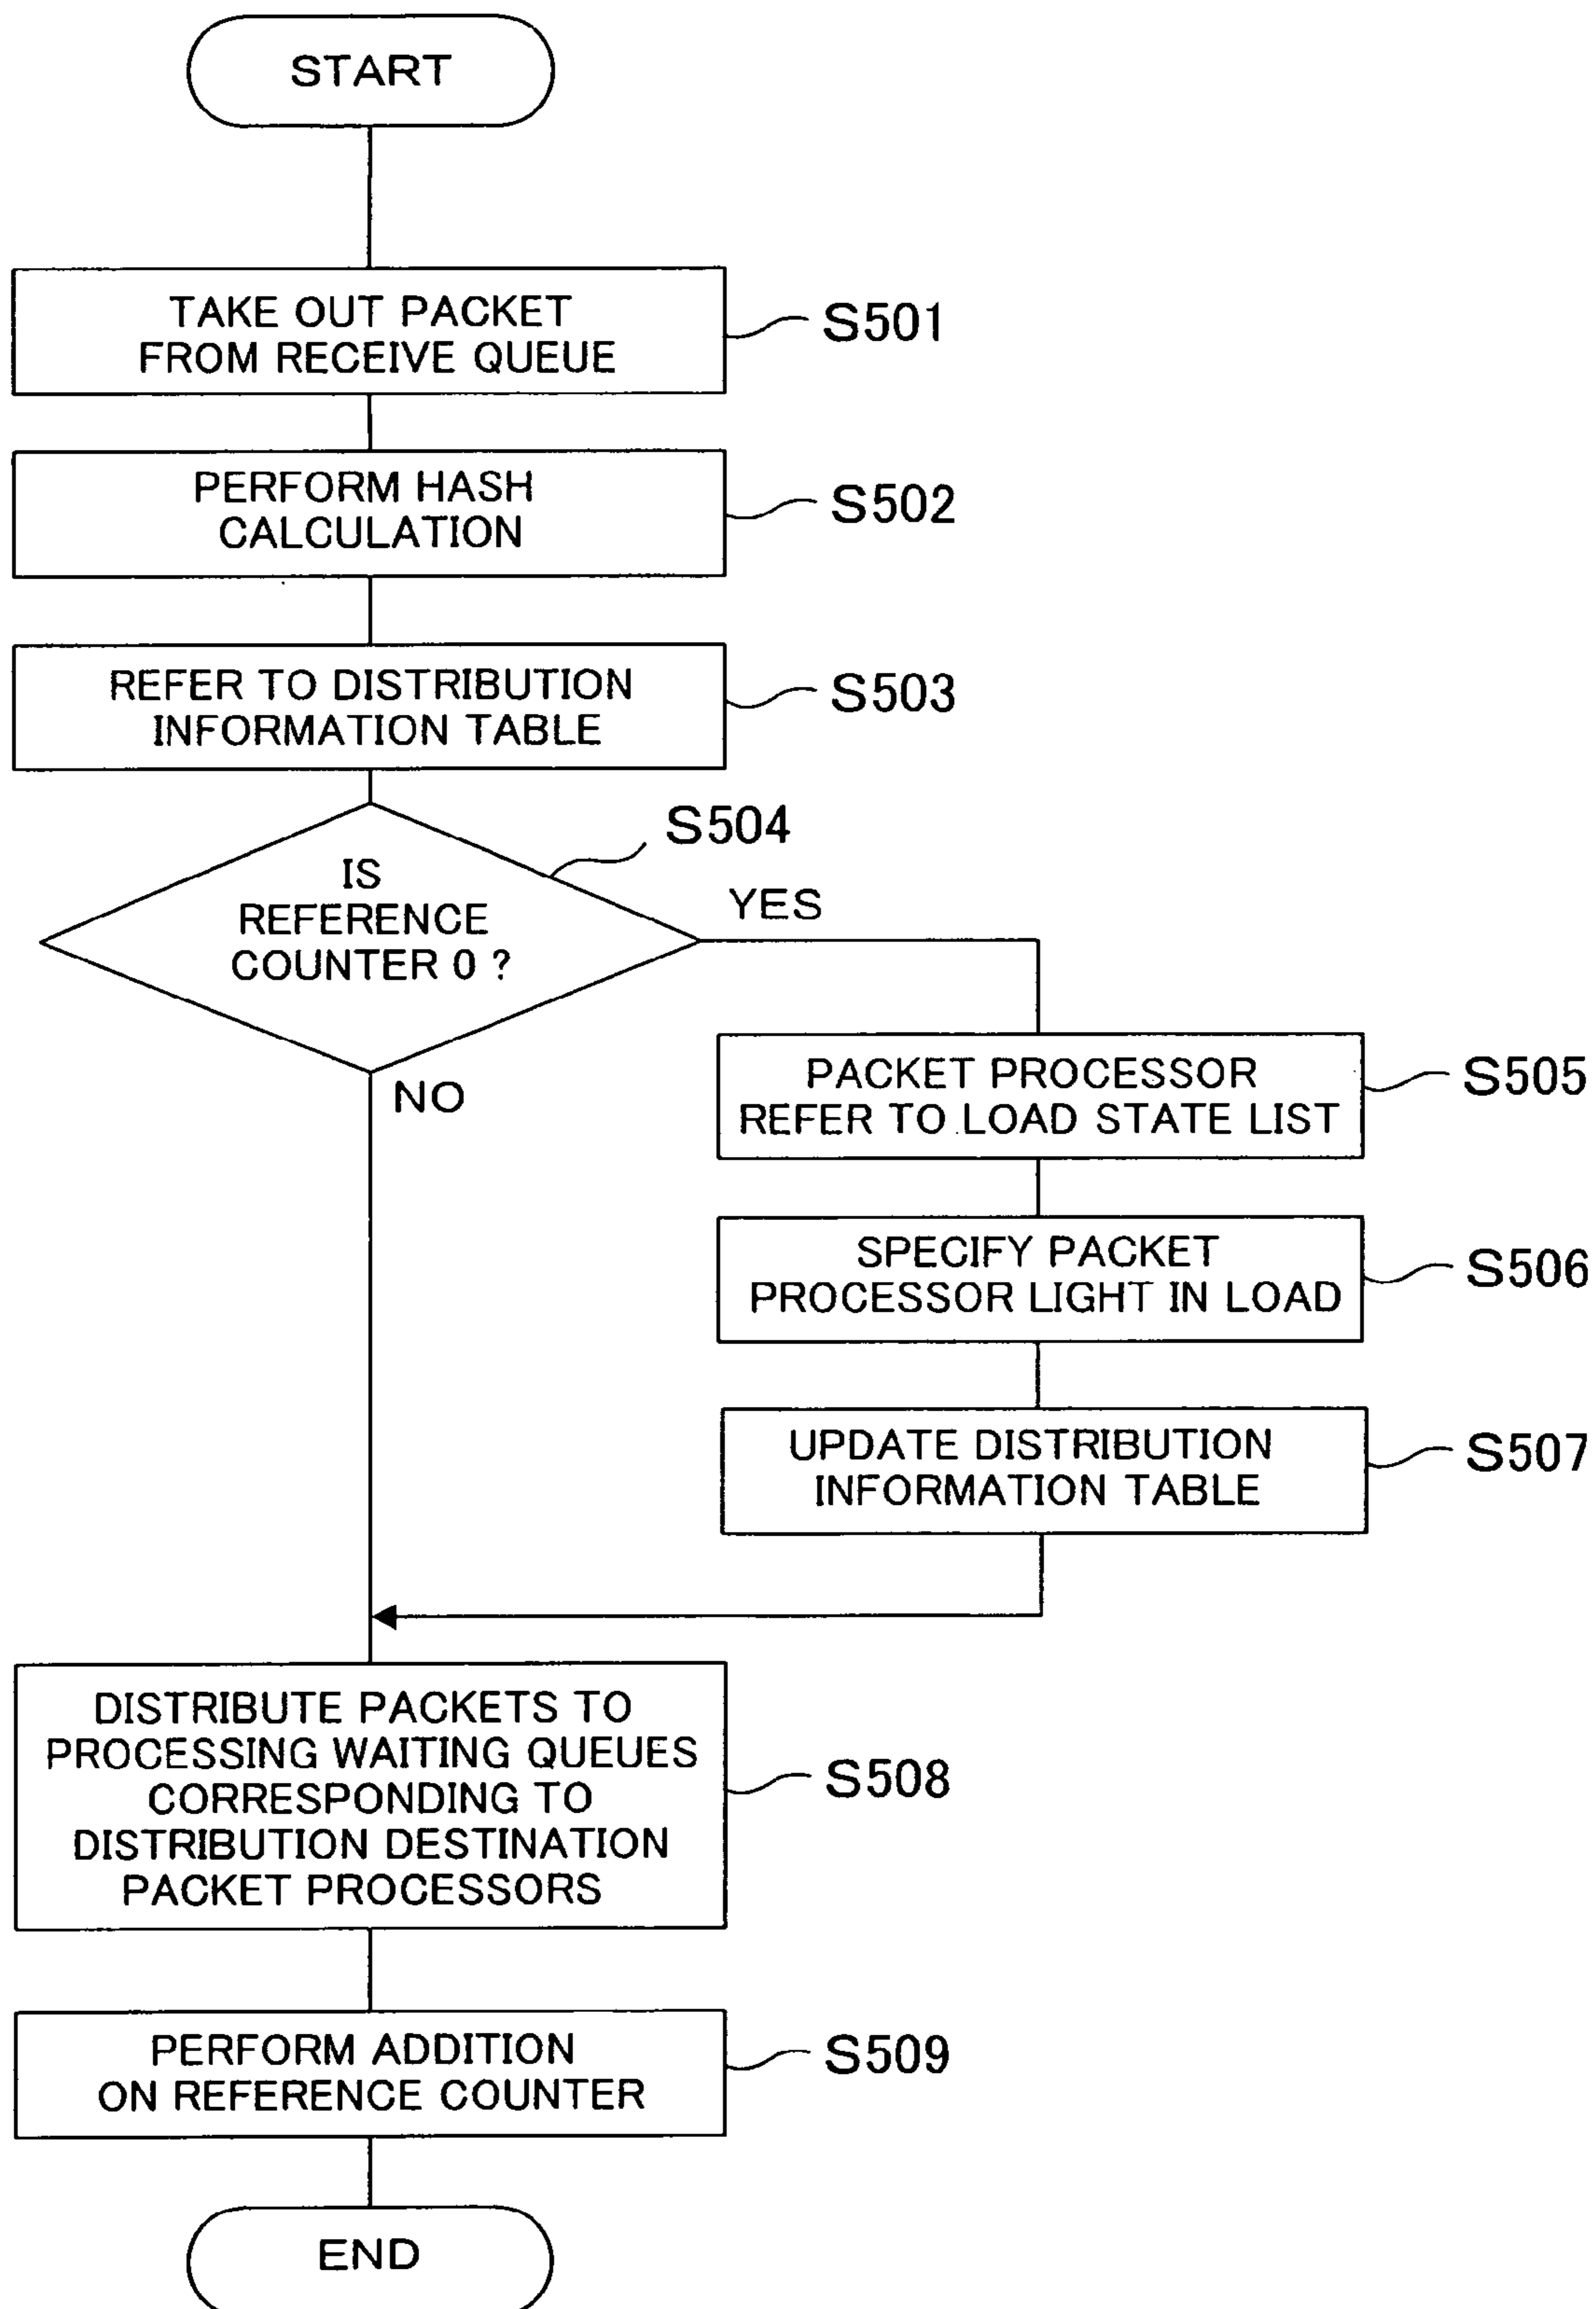 START
TAKE OUT PACKET
FROM RECEIVE QUEUE
S501
PERFORM HASH
CALCULATION
S502
REFER TO DISTRIBUTION
INFORMATION TABLE
S503
S504
IS
REFERENCE
COUNTER 0 ?
YES
NO
PACKET PROCESSOR
REFER TO LOAD STATE LIST
S505
SPECIFY PACKET
PROCESSOR LIGHT IN LOAD
S506
UPDATE DISTRIBUTION
INFORMATION TABLE
S507
DISTRIBUTE PACKETS TO
PROCESSING WAITING QUEUES
CORRESPONDING TO
DISTRIBUTION DESTINATION
PACKET PROCESSORS
S508
PERFORM ADDITION
ON REFERENCE COUNTER
S509
END